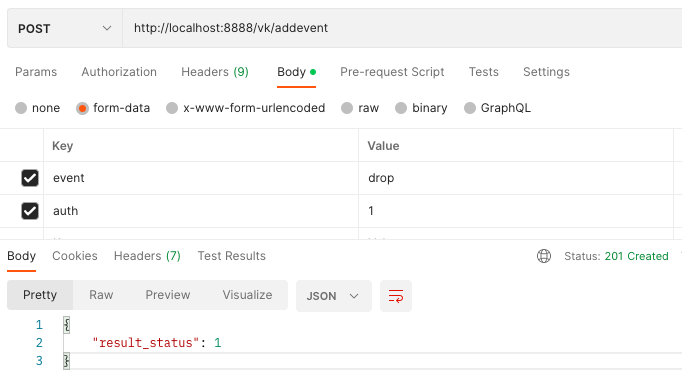 POST http://localhost:8888/vk/addevent
Params Authorization Headers (9) Body Pre-request Script Tests Settings
none form-data x-www-form-urlencoded raw binary GraphQL
Key Value
event drop
auth 1
Body Cookies Headers (7) Test Results Status: 201 Created
Pretty Raw Preview Visualize JSON
1 {
2 "result_status": 1
3 }